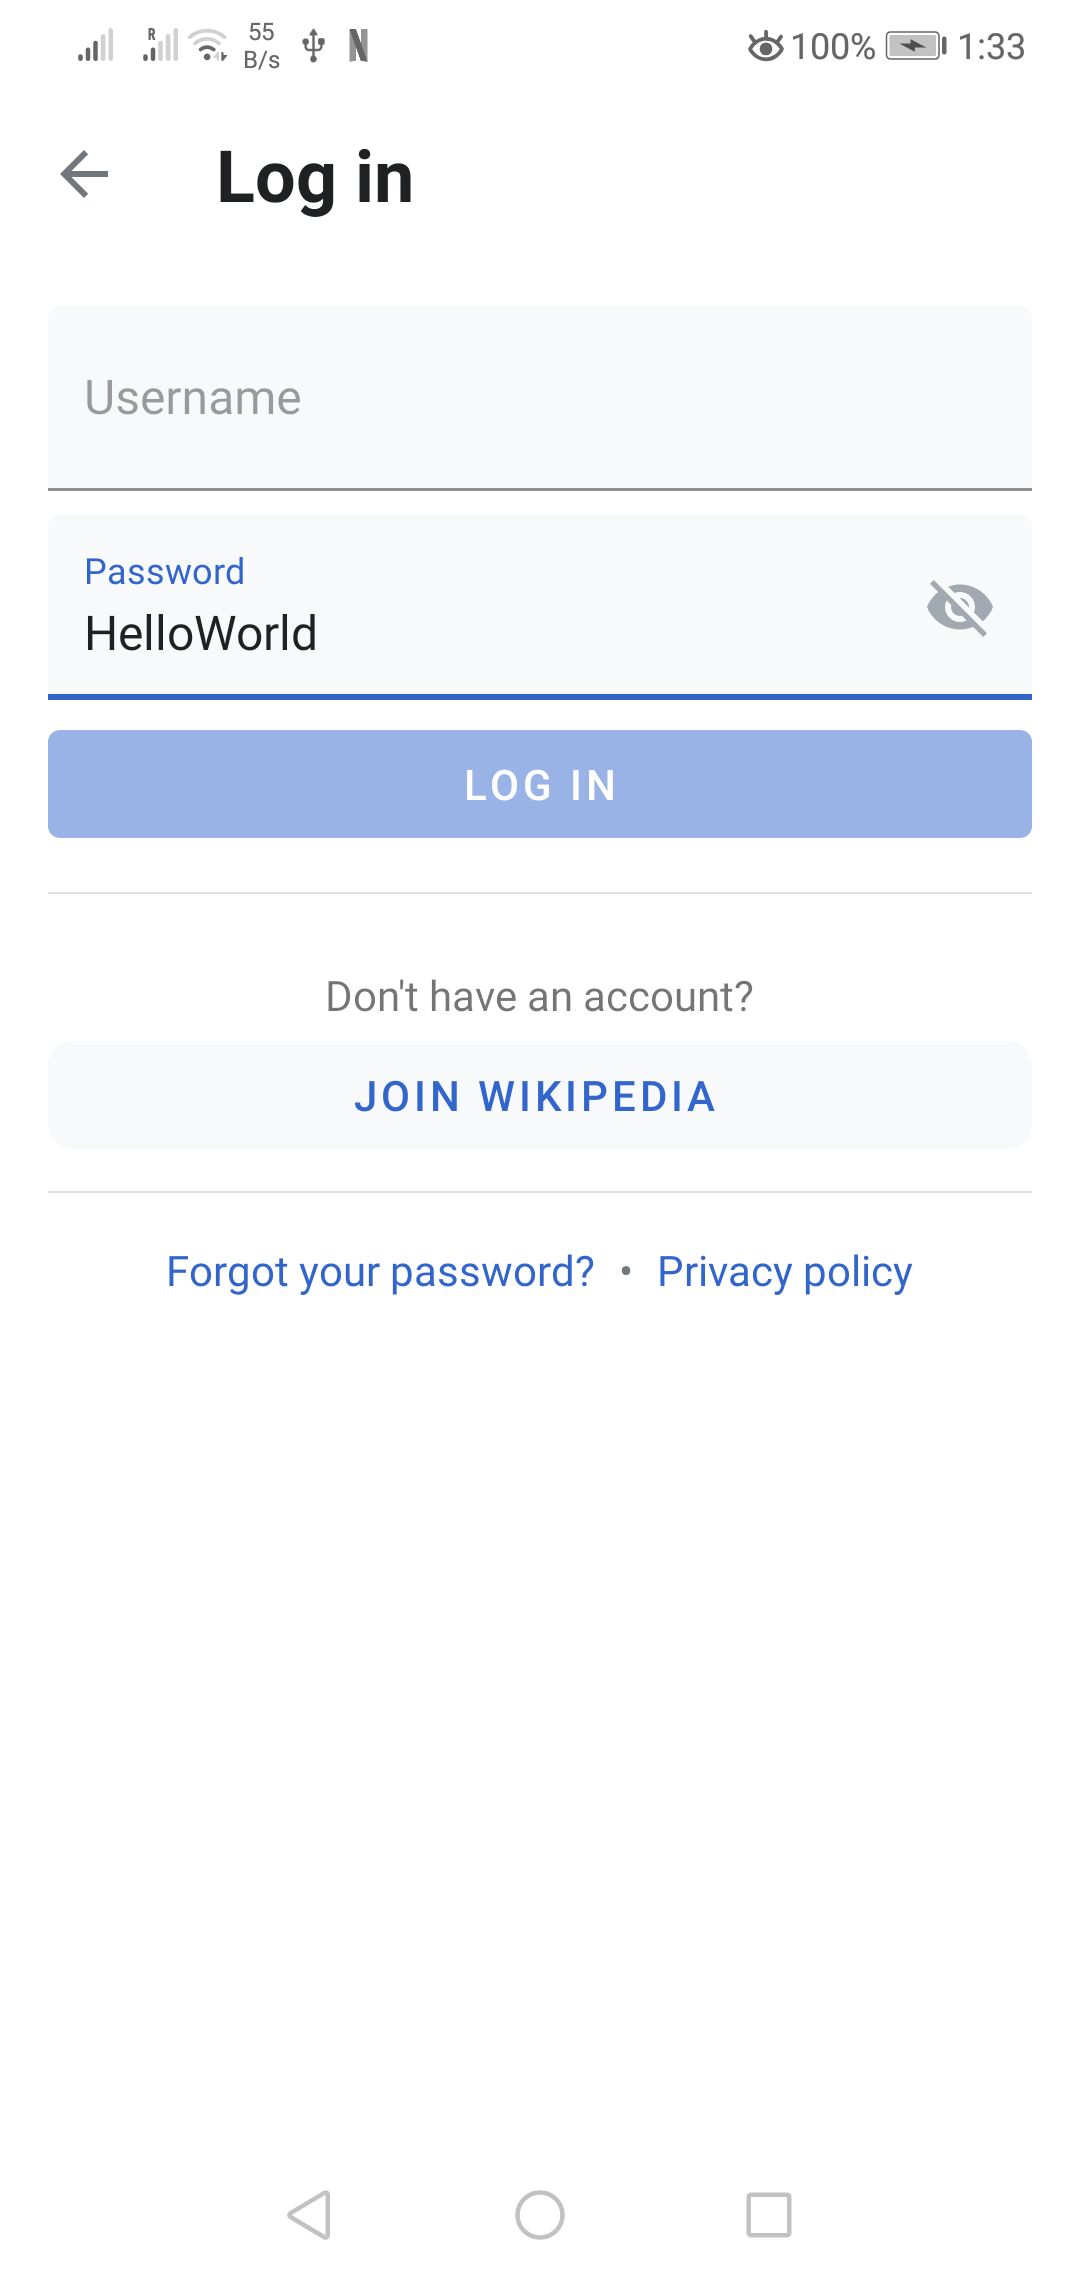 R 55 B/s 100% 1:33
Log in
Username
Password
HelloWorld
LOG IN
Don't have an account?
JOIN WIKIPEDIA
Forgot your password? • Privacy policy